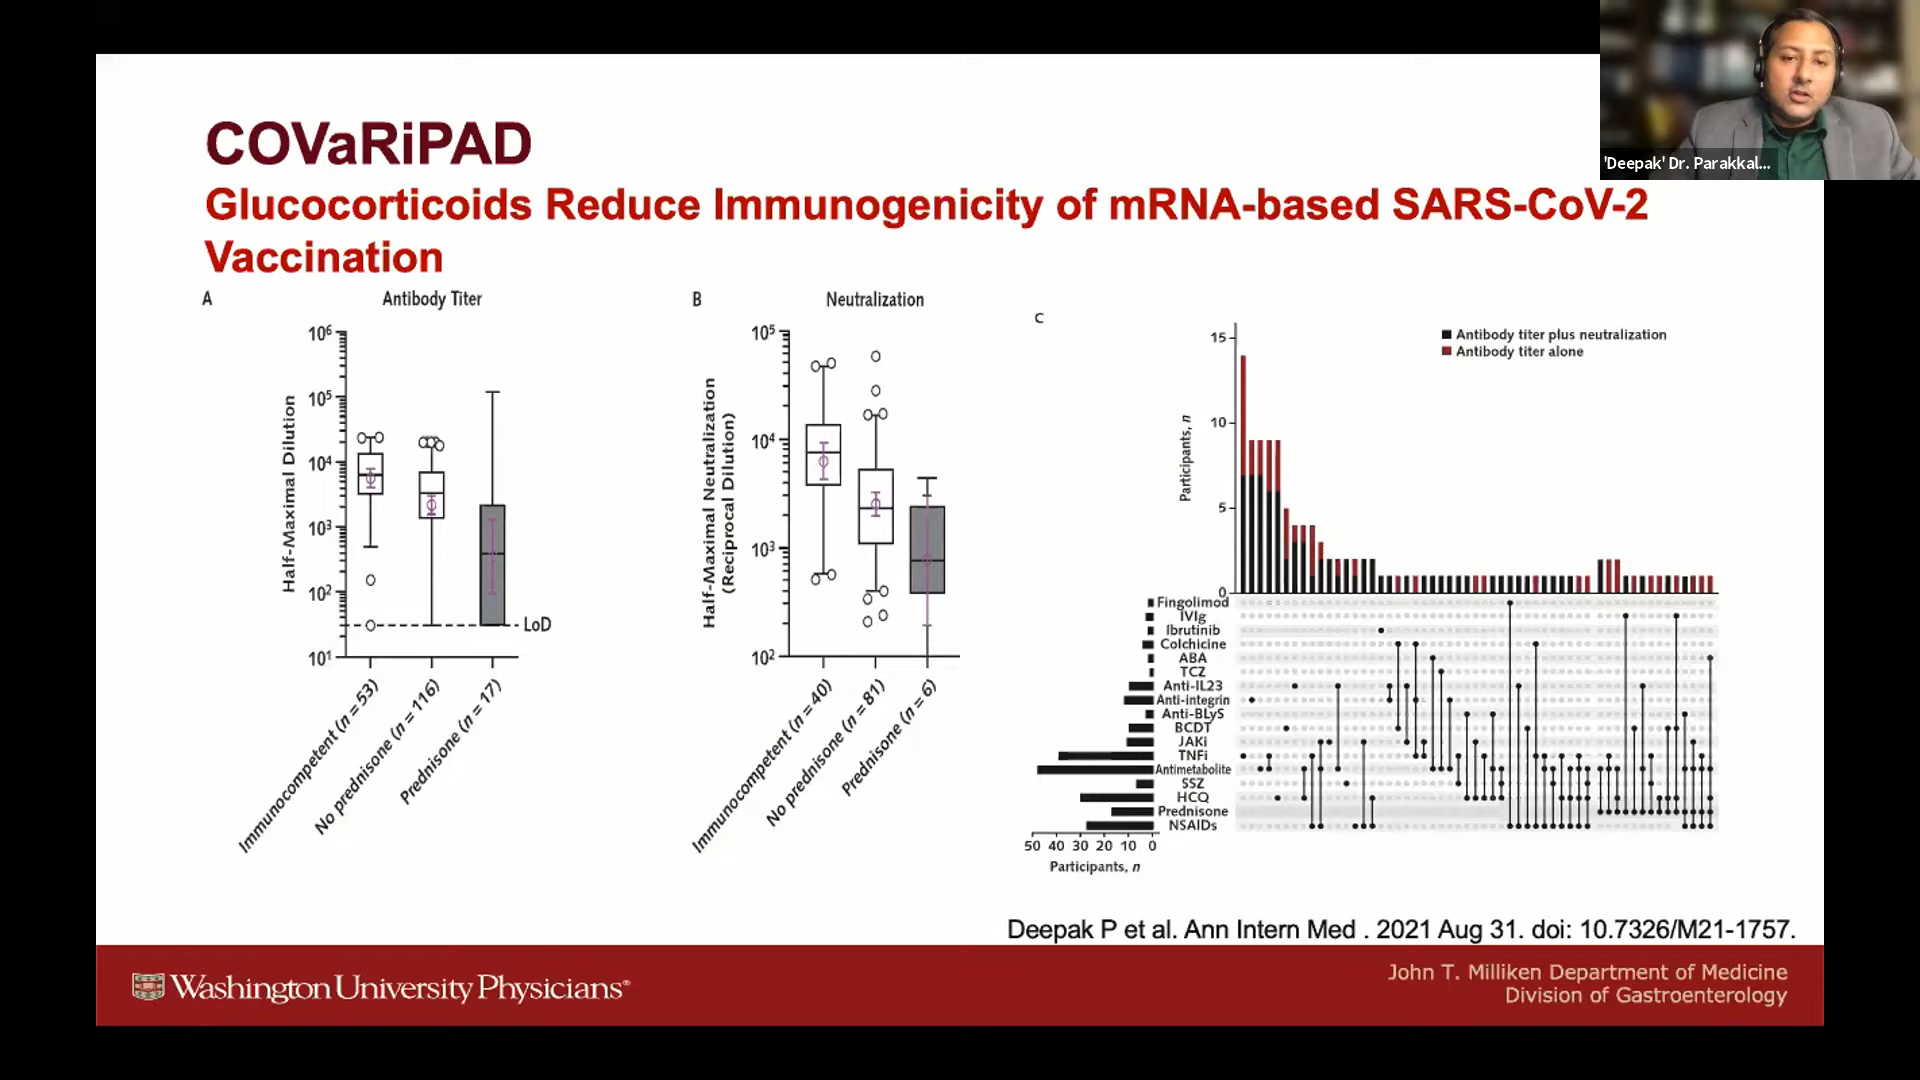 'Deepak' Dr. Parakkal...
COVaRiPAD
Glucocorticoids Reduce Immunogenicity of mRNA-based SARS-CoV-2
Vaccination
A
Antibody Titer
Half-Maximal Dilution
10⁶
10⁵
10⁴
10³
10²
10¹
LoD
Immunocompetent (n = 53)
No prednisone (n = 116)
Prednisone (n = 17)
B
Neutralization
Half-Maximal Neutralization
(Reciprocal Dilution)
10⁵
10⁴
10³
10²
Immunocompetent (n = 40)
No prednisone (n = 81)
Prednisone (n = 6)
C
Antibody titer plus neutralization
Antibody titer alone
Participants, n
15
10
5
0
Fingolimod
IVIg
Ibrutinib
Colchicine
ABA
TCZ
Anti-IL23
Anti-integrin
Anti-BLyS
BCDT
JAKi
TNFi
Antimetabolite
SSZ
HCQ
Prednisone
NSAIDs
50 40 30 20 10 0
Participants, n
Deepak P et al. Ann Intern Med . 2021 Aug 31. doi: 10.7326/M21-1757.
Washington University Physicians®
John T. Milliken Department of Medicine
Division of Gastroenterology